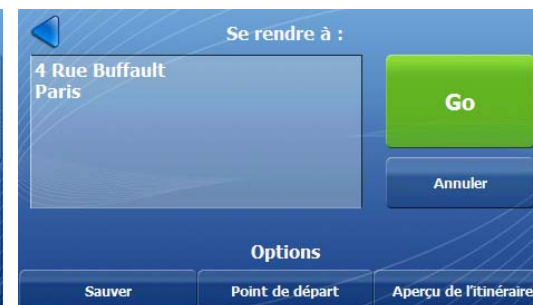 Se rendre à :
4 Rue Buffault
Paris
Go
Annuler
Options
Sauver
Point de départ
Aperçu de l'itinéraire